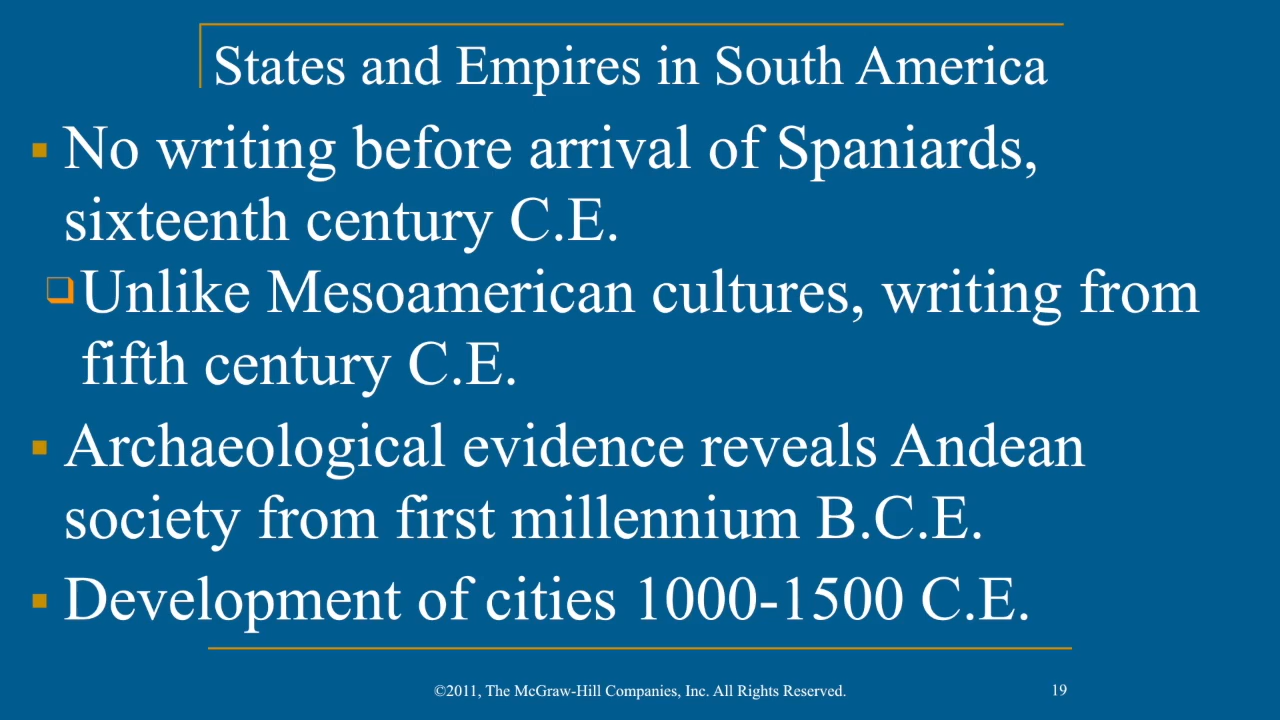 States and Empires in South America
No writing before arrival of Spaniards,
sixteenth century C.E.
Unlike Mesoamerican cultures, writing from
fifth century C.E.
Archaeological evidence reveals Andean
society from first millennium B.C.E.
Development of cities 1000-1500 C.E.
©2011, The McGraw-Hill Companies, Inc. All Rights Reserved.
19